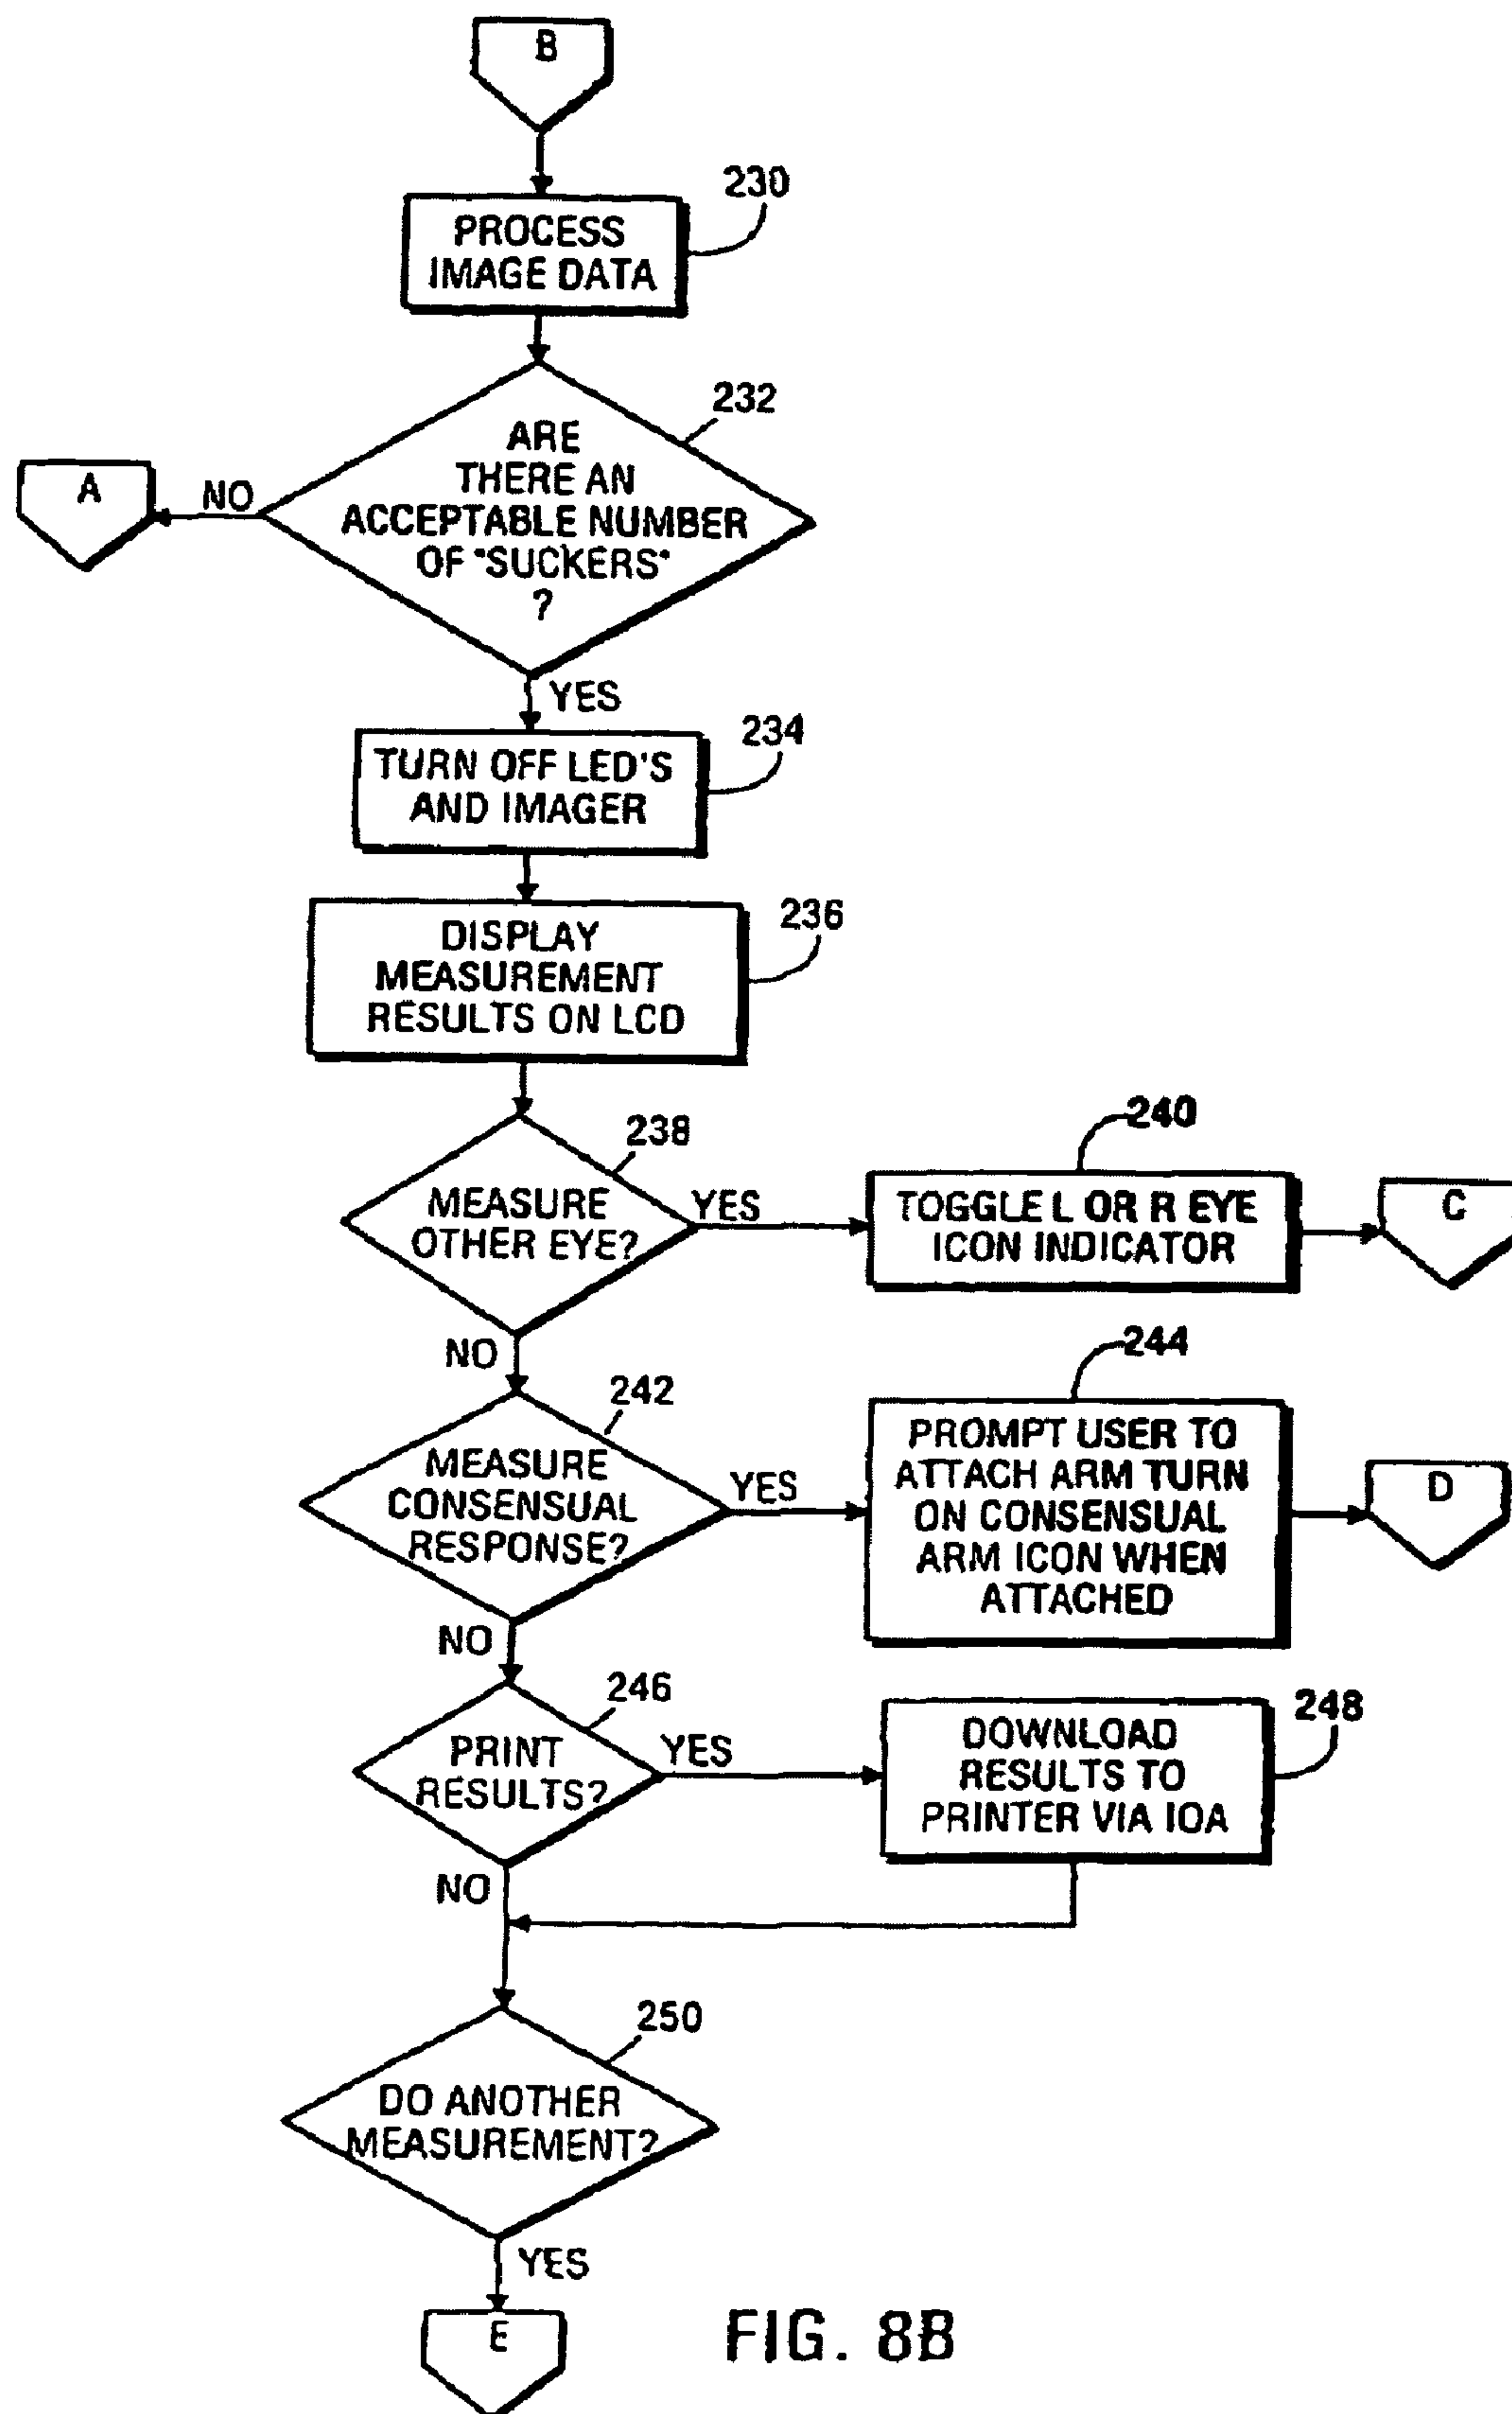 B
230
PROCESS
IMAGE DATA
232
ARE
THERE AN
ACCEPTABLE NUMBER
OF "SUCKERS"
?
NO
A
YES
234
TURN OFF LED'S
AND IMAGER
236
DISPLAY
MEASUREMENT
RESULTS ON LCD
238
MEASURE
OTHER EYE?
YES
240
TOGGLE L OR R EYE
ICON INDICATOR
C
NO
242
MEASURE
CONSENSUAL
RESPONSE?
YES
244
PROMPT USER TO
ATTACH ARM TURN
ON CONSENSUAL
ARM ICON WHEN
ATTACHED
D
NO
246
PRINT
RESULTS?
YES
248
DOWNLOAD
RESULTS TO
PRINTER VIA IOA
NO
250
DO ANOTHER
MEASUREMENT?
YES
E
FIG. 8B